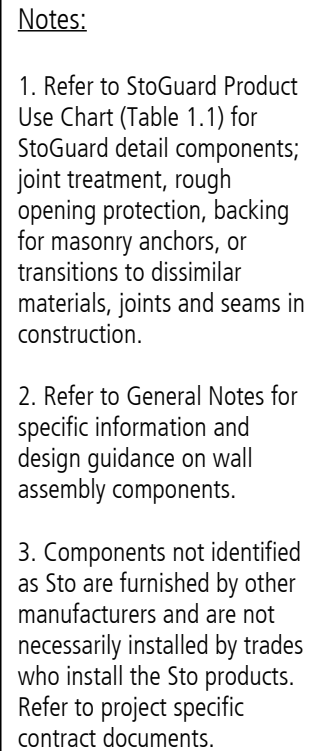 Notes:
1. Refer to StoGuard Product
Use Chart (Table 1.1) for
StoGuard detail components;
joint treatment, rough
opening protection, backing
for masonry anchors, or
transitions to dissimilar
materials, joints and seams in
construction.
2. Refer to General Notes for
specific information and
design guidance on wall
assembly components.
3. Components not identified
as Sto are furnished by other
manufacturers and are not
necessarily installed by trades
who install the Sto products.
Refer to project specific
contract documents.